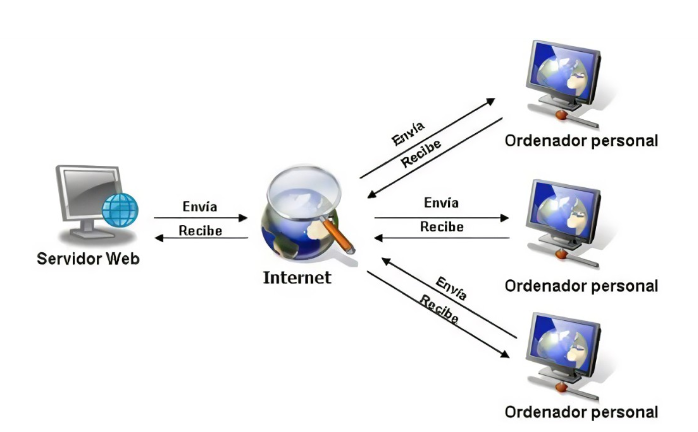 Envía
Recibe
Ordenador personal
Envía
Recibe
Servidor Web
Envía
Recibe
Internet
Ordenador personal
Envía
Recibe
Ordenador personal